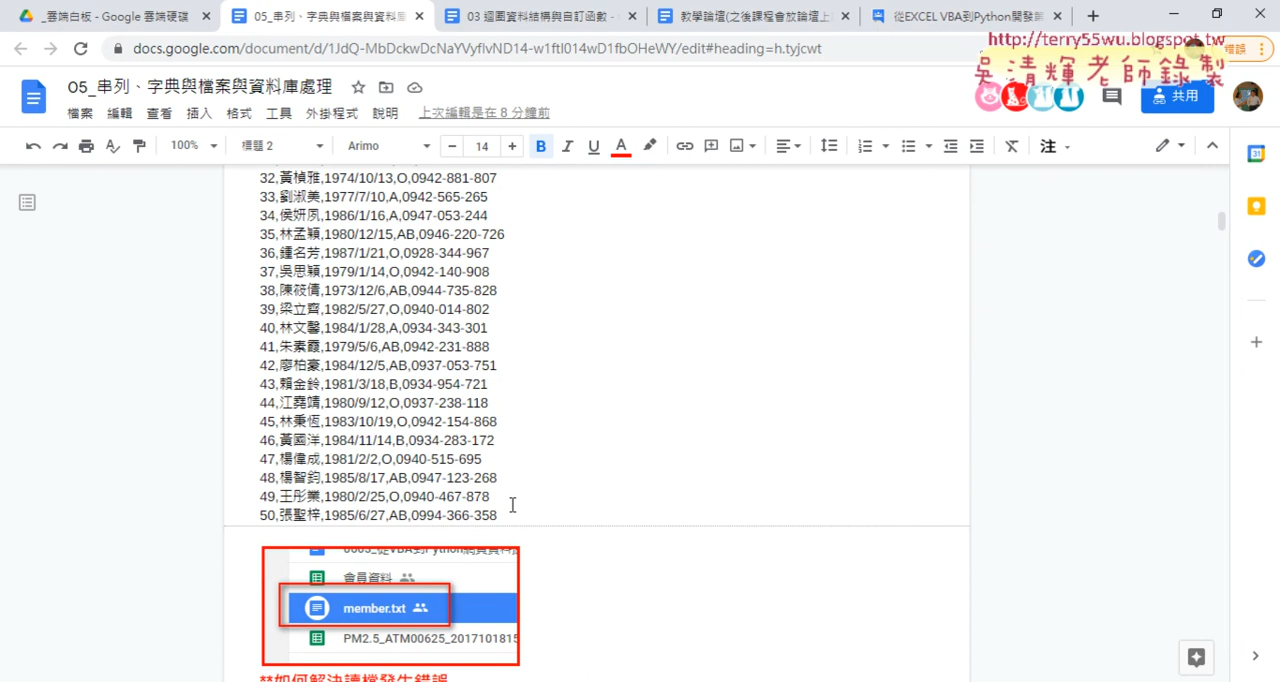 _雲端白板 - Google 雲端硬碟
05_串列、字典與檔案與資料庫
03 迴圈資料結構與自訂函數 -
教學論壇(之後課程會放論壇上
從EXCEL VBA到Python開發
docs.google.com/document/d/1JdQ-MbDckwDcNaYVyfivND14-w1ftI014wD1fbOHeWY/edit#heading=h.tyjcwt
http://terry55wu.blogspot.tw
吳清輝老師錄製
錯誤
05_串列、字典與檔案與資料庫處理
共用
檔案 編輯 查看 插入 格式 工具 外掛程式 說明 上次編輯是在 8 分鐘前
100% 標題 2 Arimo 14 B I U A 注
32,黃楨雅,1974/10/13,O,0942-881-807
33,劉淑美,1977/7/10,A,0942-565-265
34,侯妍夙,1986/1/16,A,0947-053-244
35,林孟穎,1980/12/15,AB,0946-220-726
36,鍾名芳,1987/1/21,O,0928-344-967
37,吳思穎,1979/1/14,O,0942-140-908
38,陳筱倩,1973/12/6,AB,0944-735-828
39,梁立齊,1982/5/27,O,0940-014-802
40,林文馨,1984/1/28,A,0934-343-301
41,朱素霞,1979/5/6,AB,0942-231-888
42,廖柏豪,1984/12/5,AB,0937-053-751
43,賴金鈴,1981/3/18,B,0934-954-721
44,江堯靖,1980/9/12,O,0937-238-118
45,林秉恆,1983/10/19,O,0942-154-868
46,黃國洋,1984/11/14,B,0934-283-172
47,楊偉成,1981/2/2,O,0940-515-695
48,楊智鈞,1985/8/17,AB,0947-123-268
49,王彤業,1980/2/25,O,0940-467-878
50,張聖梓,1985/6/27,AB,0994-366-358
會員資料
member.txt
PM2.5_ATM00625_2017101815
**如何解決讀檔發生錯誤